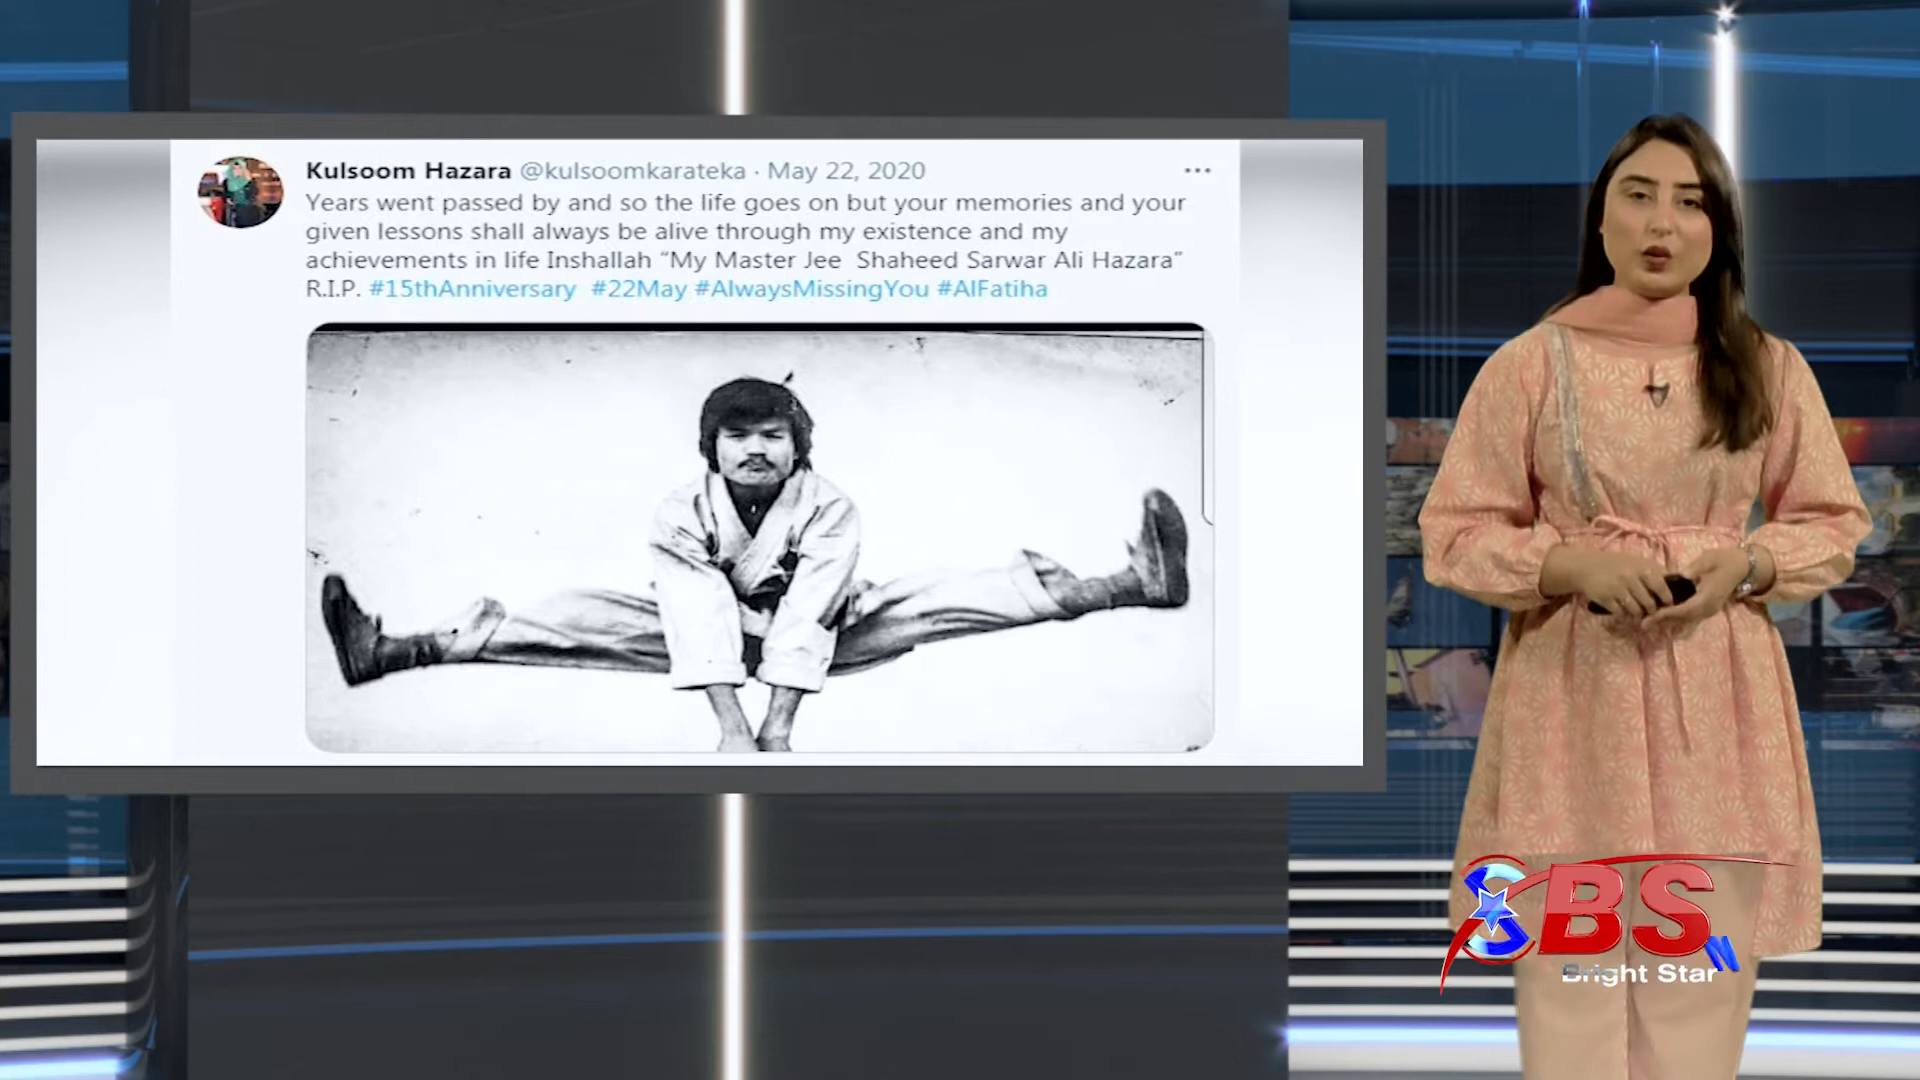 Kulsoom Hazara @kulsoomkarateka · May 22, 2020 ...
Years went passed by and so the life goes on but your memories and your
given lessons shall always be alive through my existence and my
achievements in life Inshallah “My Master Jee Shaheed Sarwar Ali Hazara”
R.I.P. #15thAnniversary #22May #AlwaysMissingYou #AlFatiha
SBS N
Bright Star